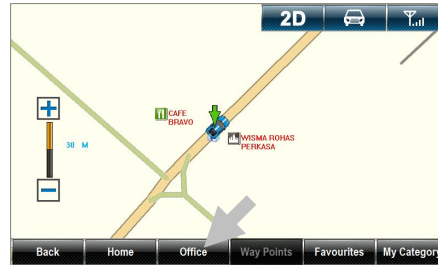 2D
CAFE
BRAVO
WISMA ROHAS
PERKASA
30 M
Back Home Office Way Points Favourites My Category